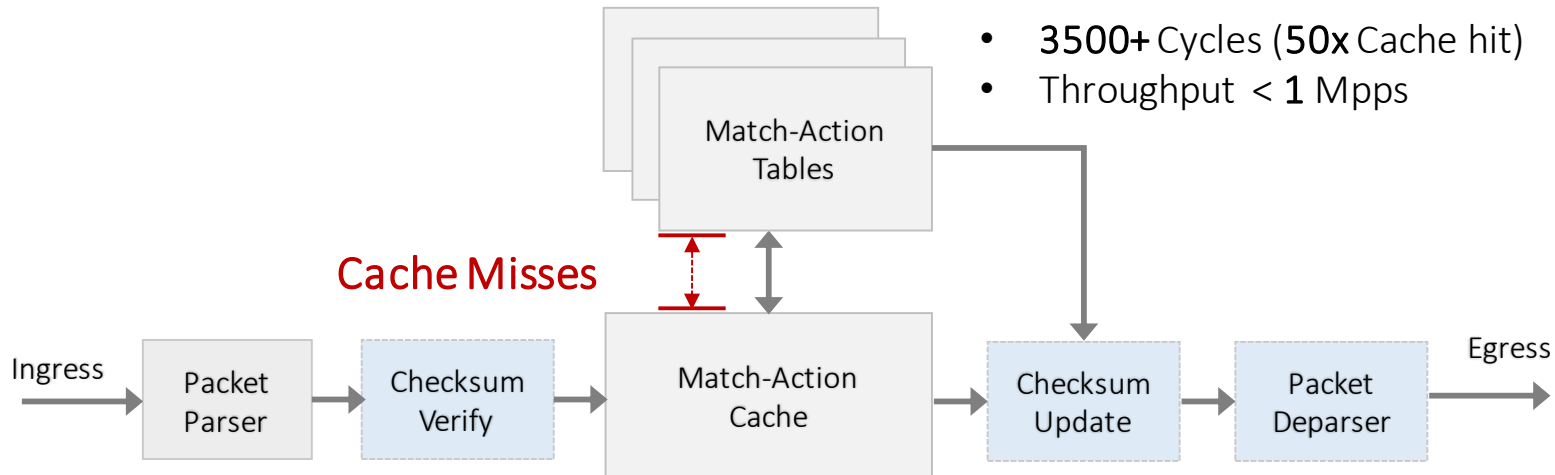 • 3500+ Cycles (50x Cache hit)
• Throughput < 1 Mpps
Match-Action
Tables
Cache Misses
Ingress
Packet
Parser
Checksum
Verify
Match-Action
Cache
Checksum
Update
Packet
Deparser
Egress